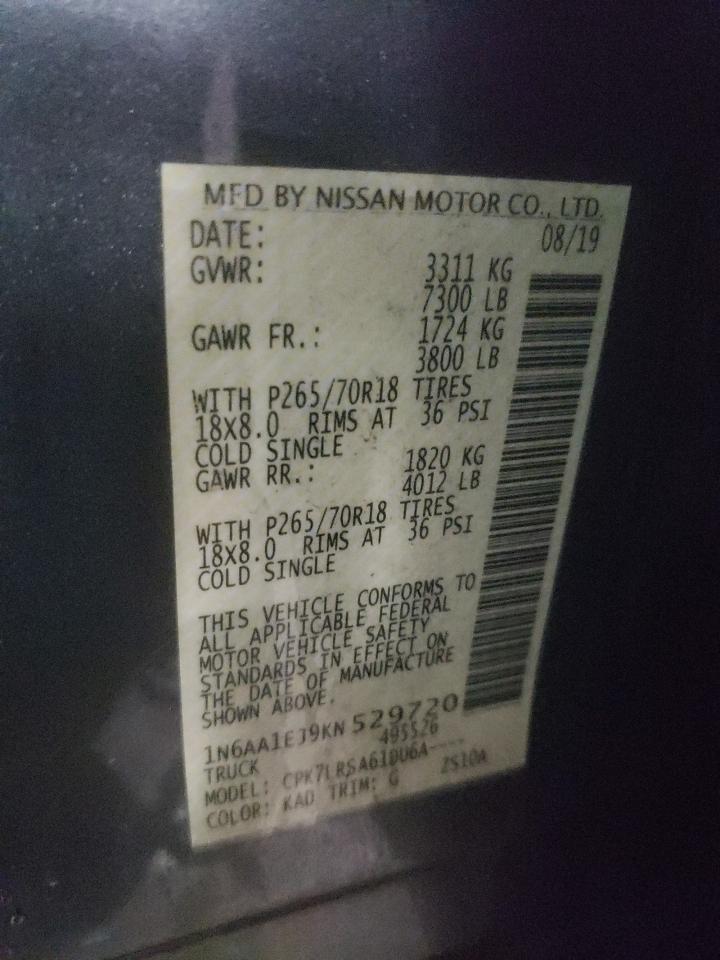 MFD BY NISSAN MOTOR CO., LTD.
DATE: 08/19
GVWR: 3311 KG
7300 LB
GAWR FR.: 1724 KG
3800 LB
WITH P265/70R18 TIRES
18X8.0 RIMS AT 36 PSI
COLD SINGLE
GAWR RR.: 1820 KG
4012 LB
WITH P265/70R18 TIRES
18X8.0 RIMS AT 36 PSI
COLD SINGLE
THIS VEHICLE CONFORMS TO
ALL APPLICABLE FEDERAL
MOTOR VEHICLE SAFETY
STANDARDS IN EFFECT ON
THE DATE OF MANUFACTURE
SHOWN ABOVE.
1N6AA1EJ9KN 529720
TRUCK 495526
MODEL: CPK7LRSA61DU6A----
COLOR: KAD TRIM: G ZS10A